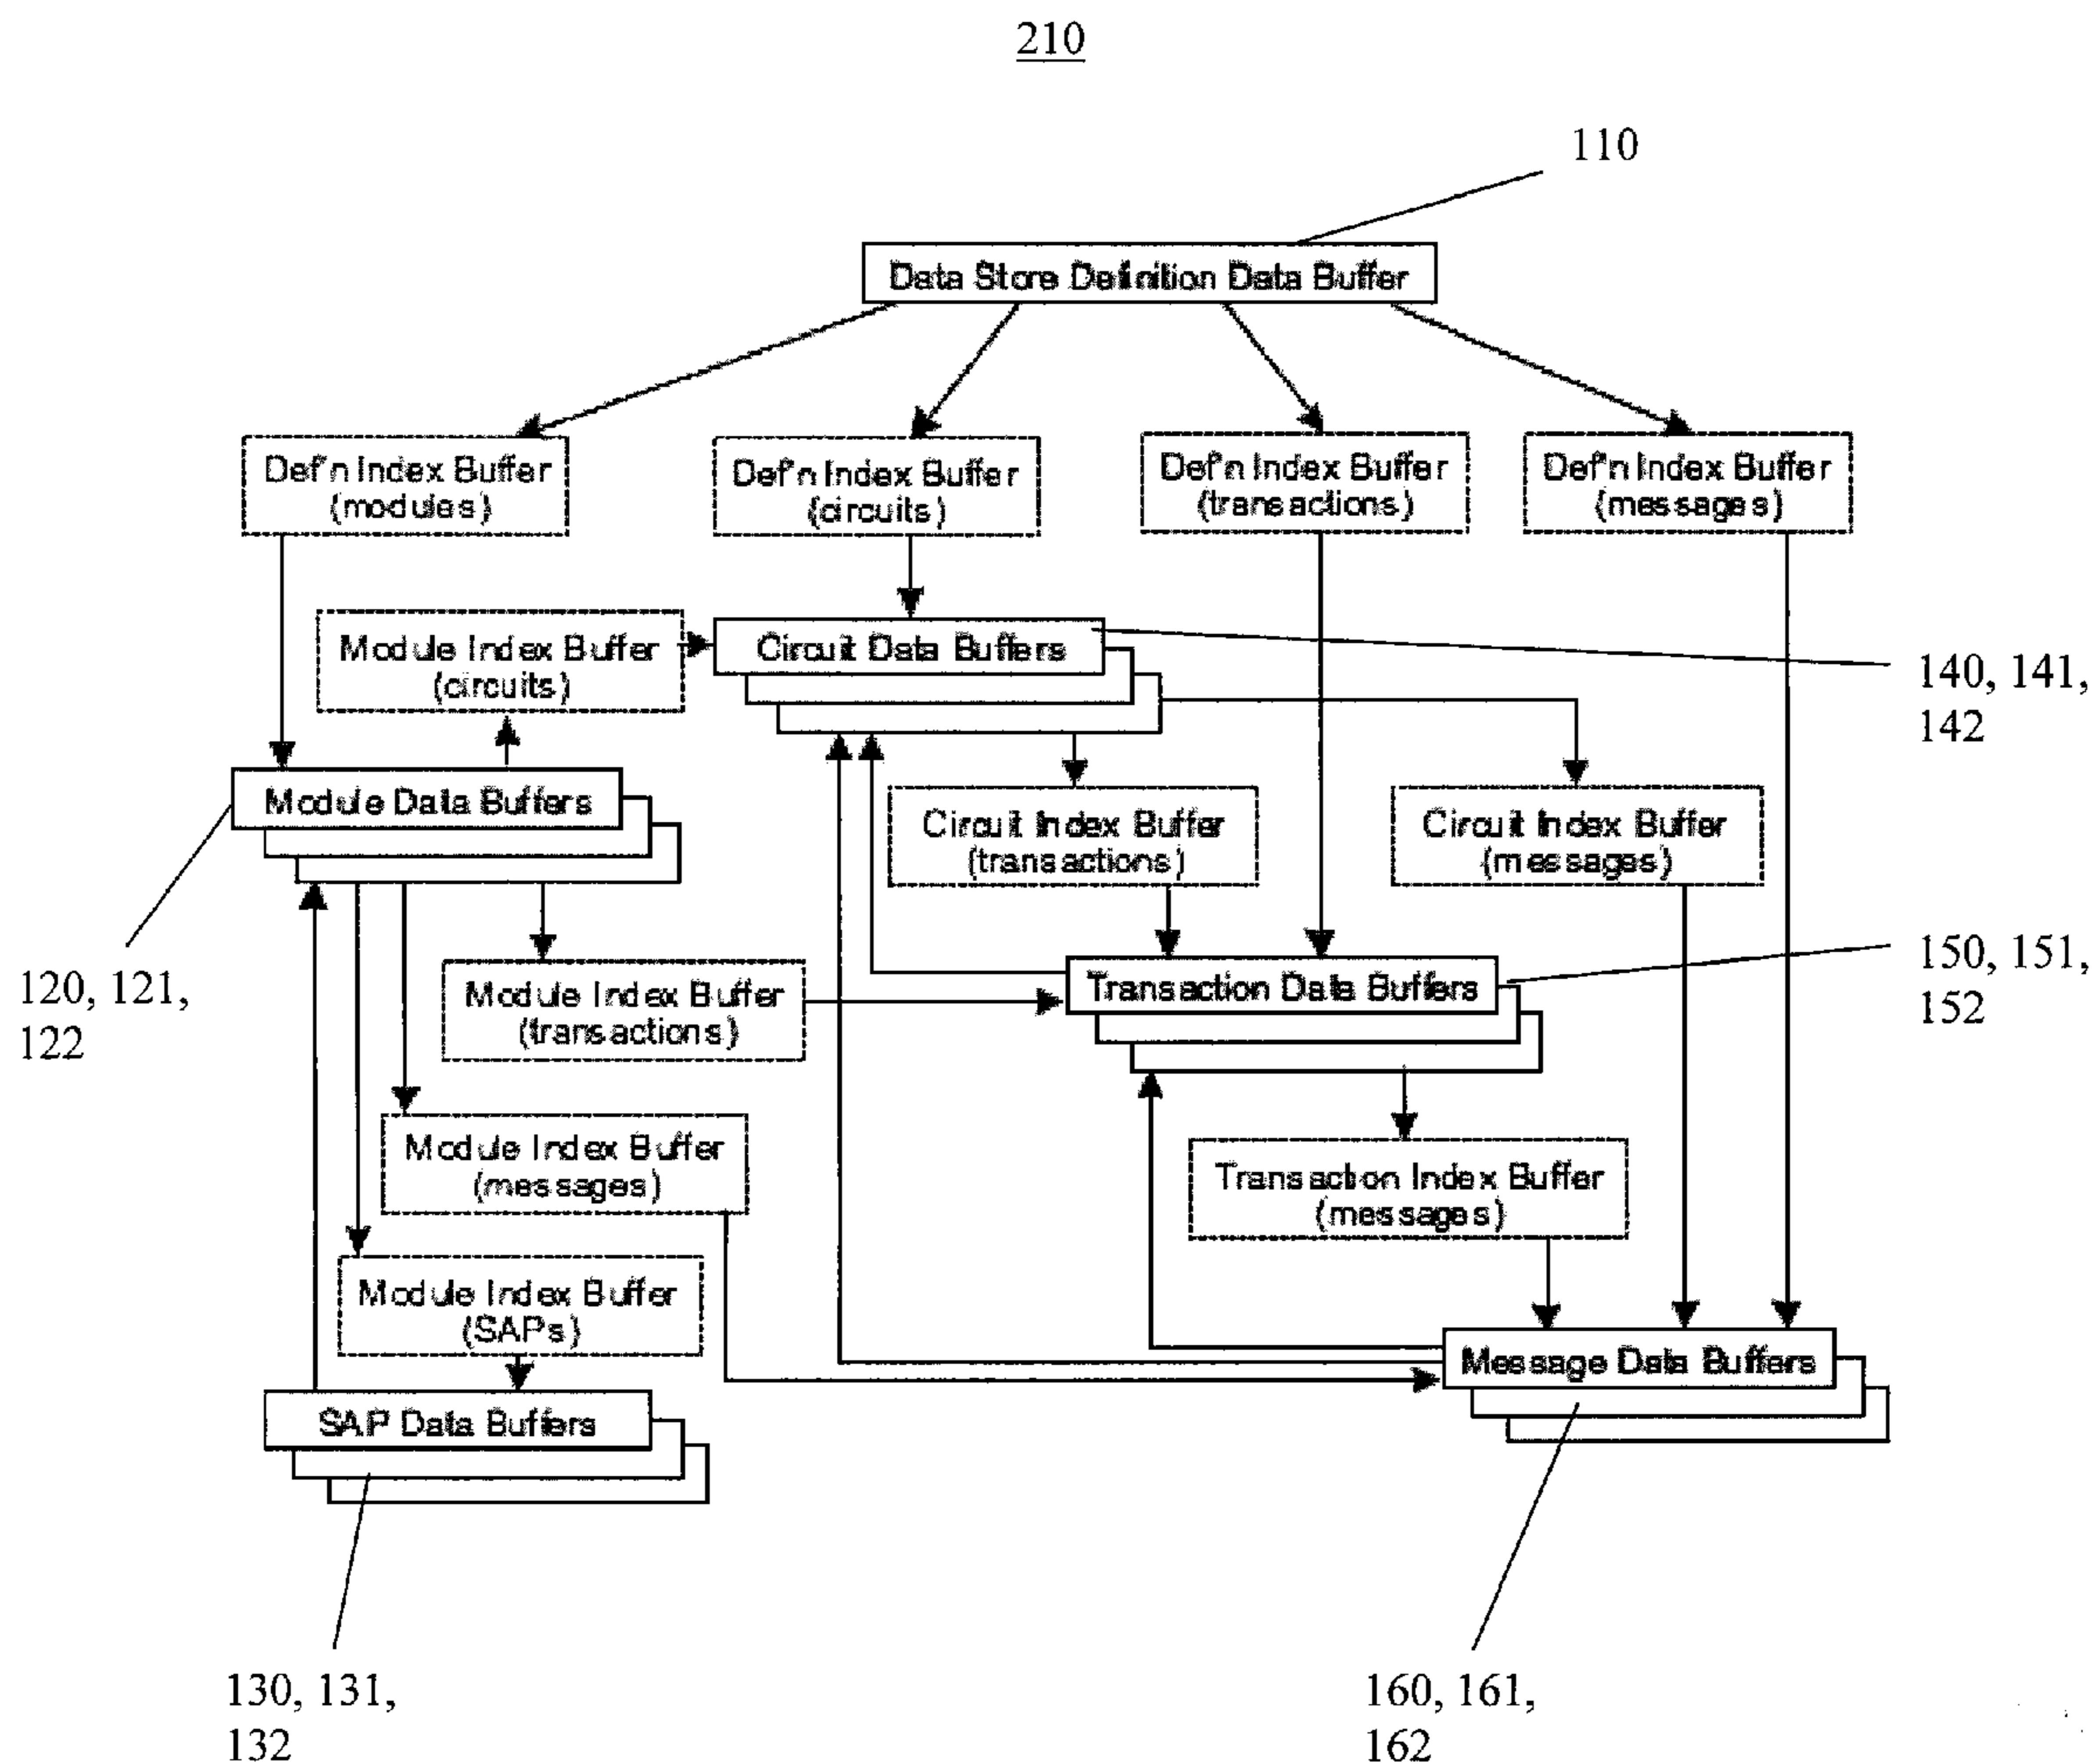 210
110
Data Store Definition Data Buffer
Def'n Index Buffer
(modules)
Def'n Index Buffer
(circuits)
Def'n Index Buffer
(transactions)
Def'n Index Buffer
(messages)
Module Index Buffer
(circuits)
Circuit Data Buffers
140, 141,
142
Module Data Buffers
Circuit Index Buffer
(transactions)
Circuit Index Buffer
(messages)
120, 121,
122
Module Index Buffer
(transactions)
Transaction Data Buffers
150, 151,
152
Module Index Buffer
(messages)
Transaction Index Buffer
(messages)
Module Index Buffer
(SAPs)
Message Data Buffers
SAP Data Buffers
130, 131,
132
160, 161,
162